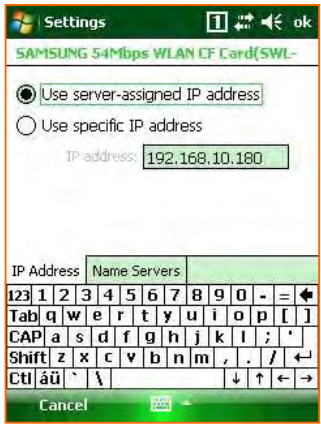 Settings 1 ok
SAMSUNG 54Mbps WLAN CF Card(SWL-
Use server-assigned IP address
Use specific IP address
IP address: 192.168.10.180
IP Address Name Servers
123 1 2 3 4 5 6 7 8 9 0 - =
Tab q w e r t y u i o p [ ]
CAP a s d f g h j k l ; '
Shift z x c v b n m , . /
Ctl áü ` \
Cancel